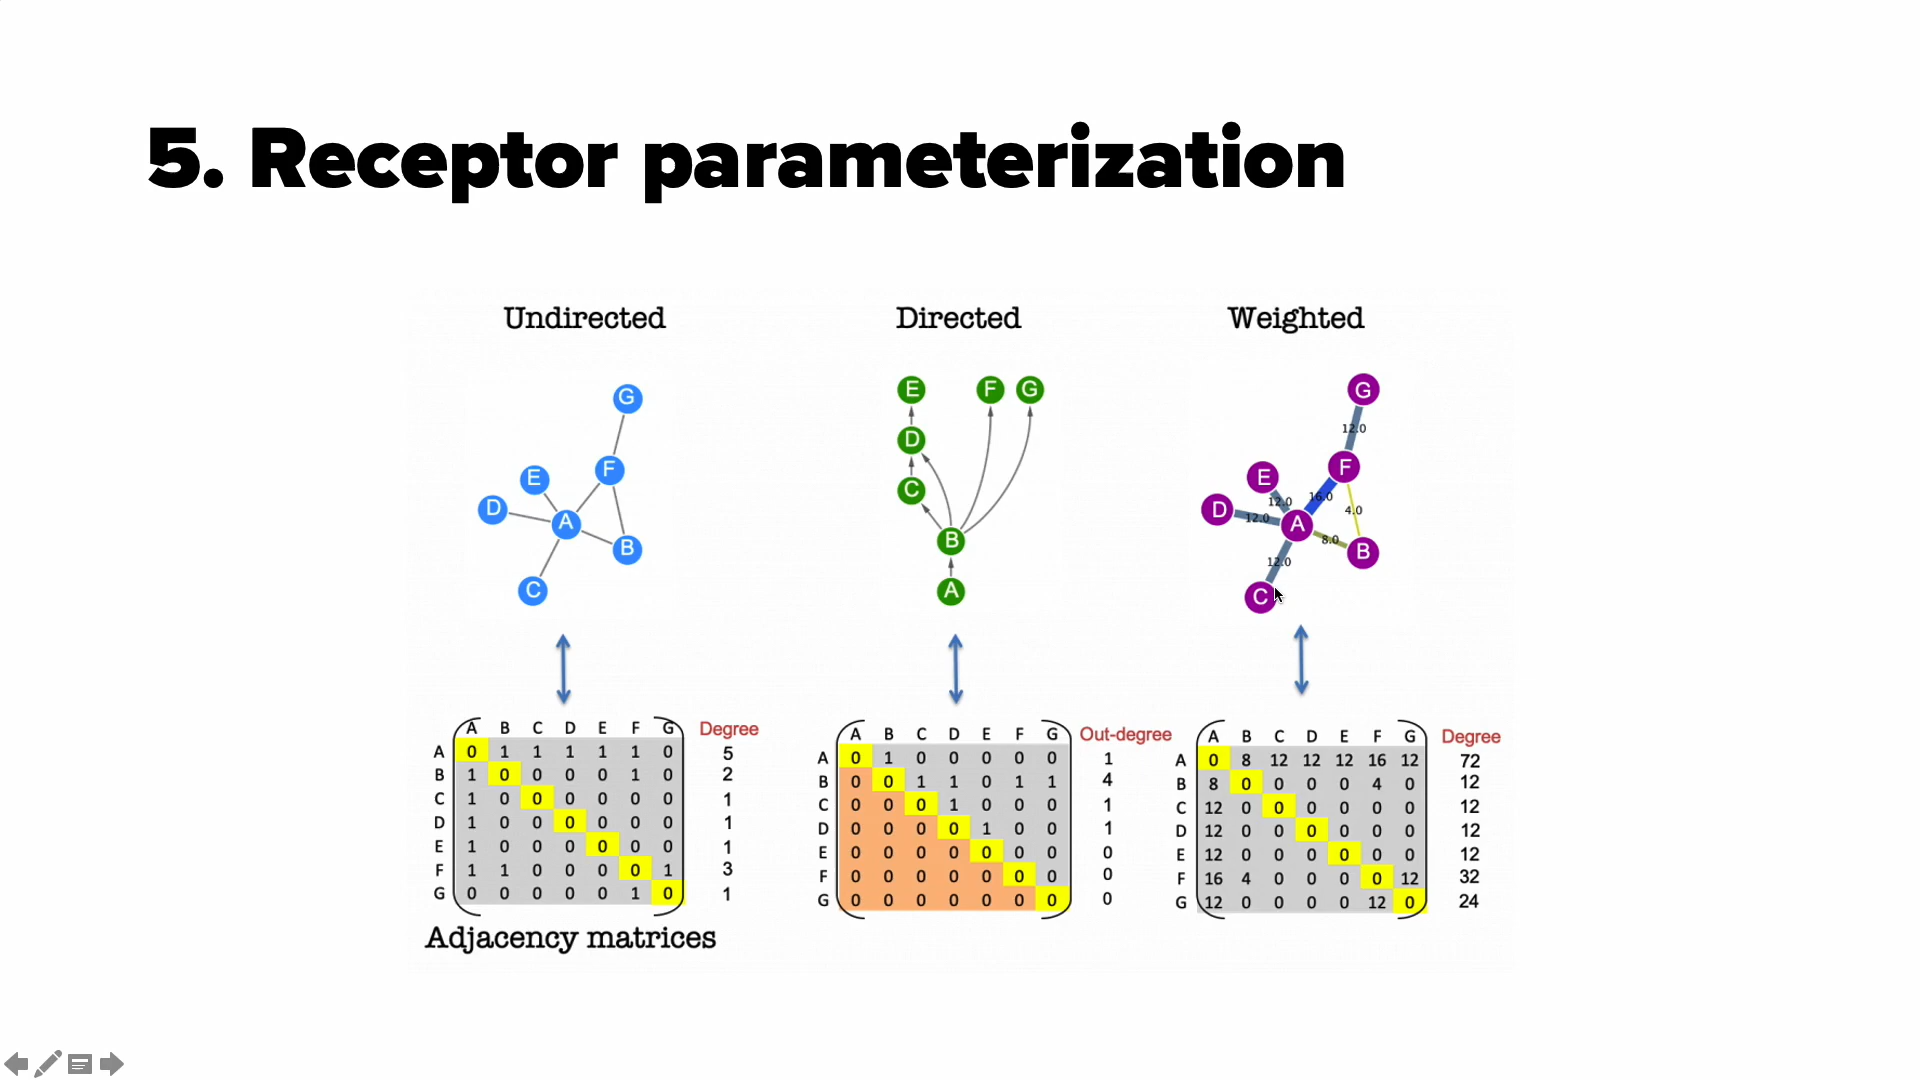 5. Receptor parameterization
Undirected
Directed
Weighted
G
F
E
D
A
B
C
E
F
G
D
C
B
A
G
12.0
F
E
16.0
12.0
D
12.0
4.0
A
8.0
B
12.0
C
A B C D E F G Degree
A 0 1 1 1 1 1 0 5
B 1 0 0 0 0 1 0 2
C 1 0 0 0 0 0 0 1
D 1 0 0 0 0 0 0 1
E 1 0 0 0 0 0 0 1
F 1 1 0 0 0 0 1 3
G 0 0 0 0 0 1 0 1
Adjacency matrices
A B C D E F G Out-degree
A 0 1 0 0 0 0 0 1
B 0 0 1 1 0 1 1 4
C 0 0 0 1 0 0 0 1
D 0 0 0 0 1 0 0 1
E 0 0 0 0 0 0 0 0
F 0 0 0 0 0 0 0 0
G 0 0 0 0 0 0 0 0
A B C D E F G Degree
A 0 8 12 12 12 16 12 72
B 8 0 0 0 0 4 0 12
C 12 0 0 0 0 0 0 12
D 12 0 0 0 0 0 0 12
E 12 0 0 0 0 0 0 12
F 16 4 0 0 0 0 12 32
G 12 0 0 0 0 12 0 24